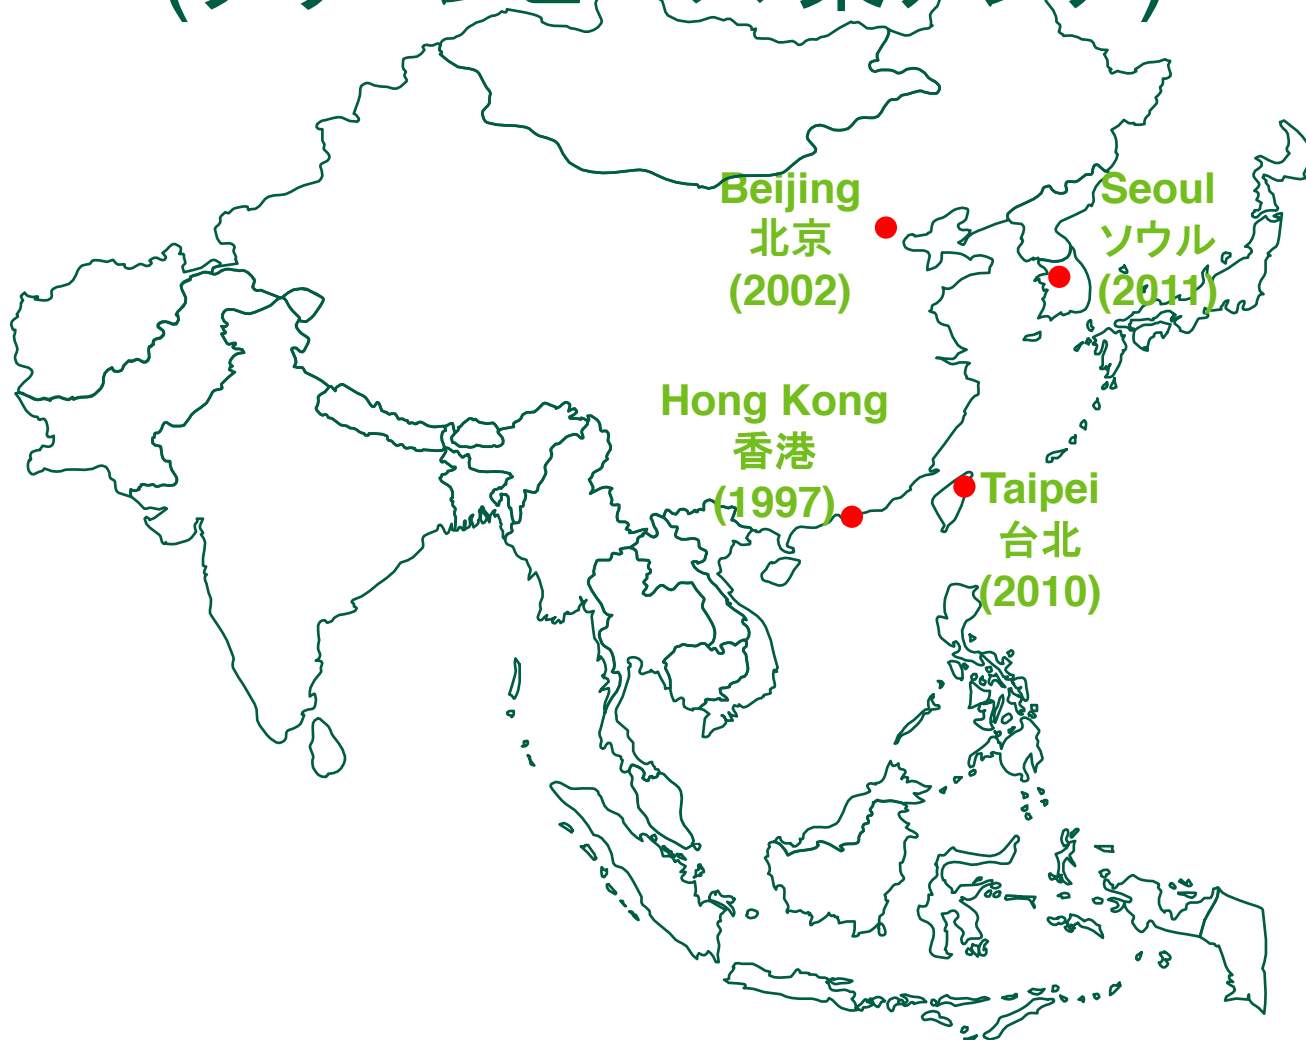 Beijing
北京
(2002)
Seoul
ソウル
(2011)
Hong Kong
香港
(1997)
Taipei
台北
(2010)